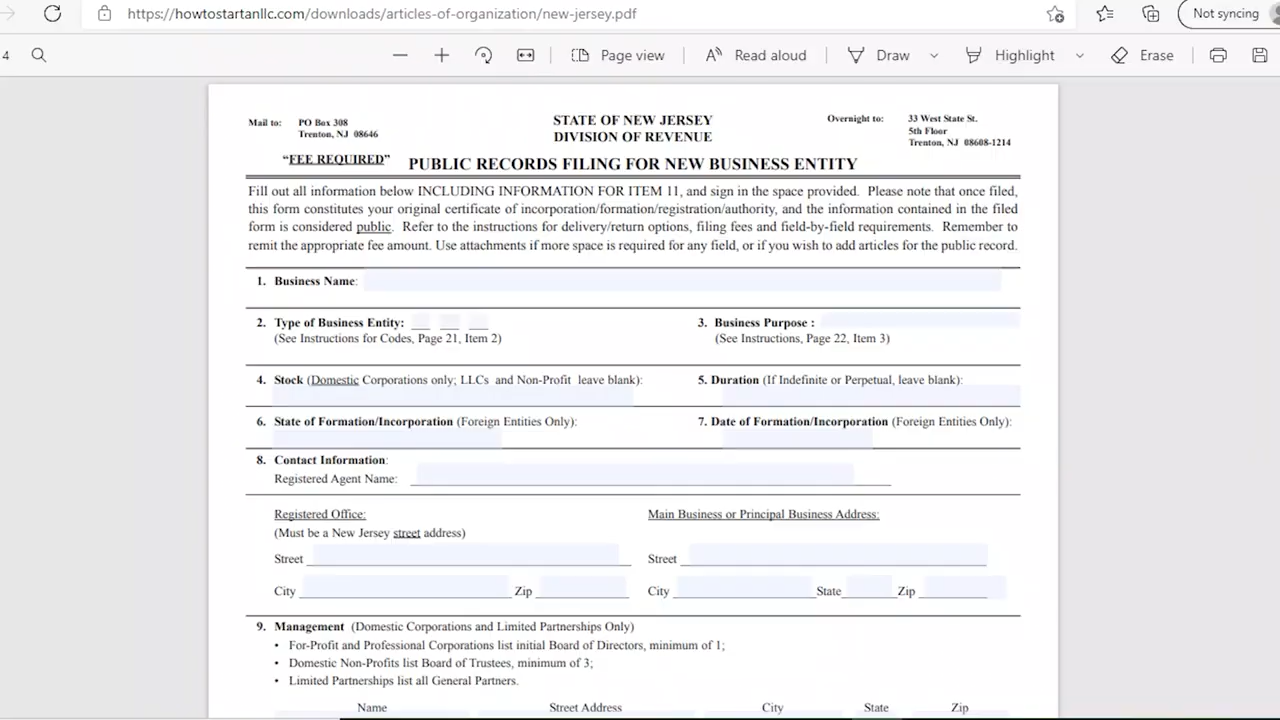 https://howtostartanllc.com/downloads/articles-of-organization/new-jersey.pdf
Not syncing
4
Page view
Read aloud
Draw
Highlight
Erase
Mail to: PO Box 308
Trenton, NJ 08646
STATE OF NEW JERSEY
DIVISION OF REVENUE
Overnight to: 33 West State St.
5th Floor
Trenton, NJ 08608-1214
“FEE REQUIRED”
PUBLIC RECORDS FILING FOR NEW BUSINESS ENTITY
Fill out all information below INCLUDING INFORMATION FOR ITEM 11, and sign in the space provided. Please note that once filed,
this form constitutes your original certificate of incorporation/formation/registration/authority, and the information contained in the filed
form is considered public. Refer to the instructions for delivery/return options, filing fees and field-by-field requirements. Remember to
remit the appropriate fee amount. Use attachments if more space is required for any field, or if you wish to add articles for the public record.
1. Business Name:
2. Type of Business Entity:
(See Instructions for Codes, Page 21, Item 2)
3. Business Purpose :
(See Instructions, Page 22, Item 3)
4. Stock (Domestic Corporations only; LLCs and Non-Profit leave blank):
5. Duration (If Indefinite or Perpetual, leave blank):
6. State of Formation/Incorporation (Foreign Entities Only):
7. Date of Formation/Incorporation (Foreign Entities Only):
8. Contact Information:
Registered Agent Name:
Registered Office:
(Must be a New Jersey street address)
Street
City Zip
Main Business or Principal Business Address:
Street
City State Zip
9. Management (Domestic Corporations and Limited Partnerships Only)
• For-Profit and Professional Corporations list initial Board of Directors, minimum of 1;
• Domestic Non-Profits list Board of Trustees, minimum of 3;
• Limited Partnerships list all General Partners.
Name Street Address City State Zip